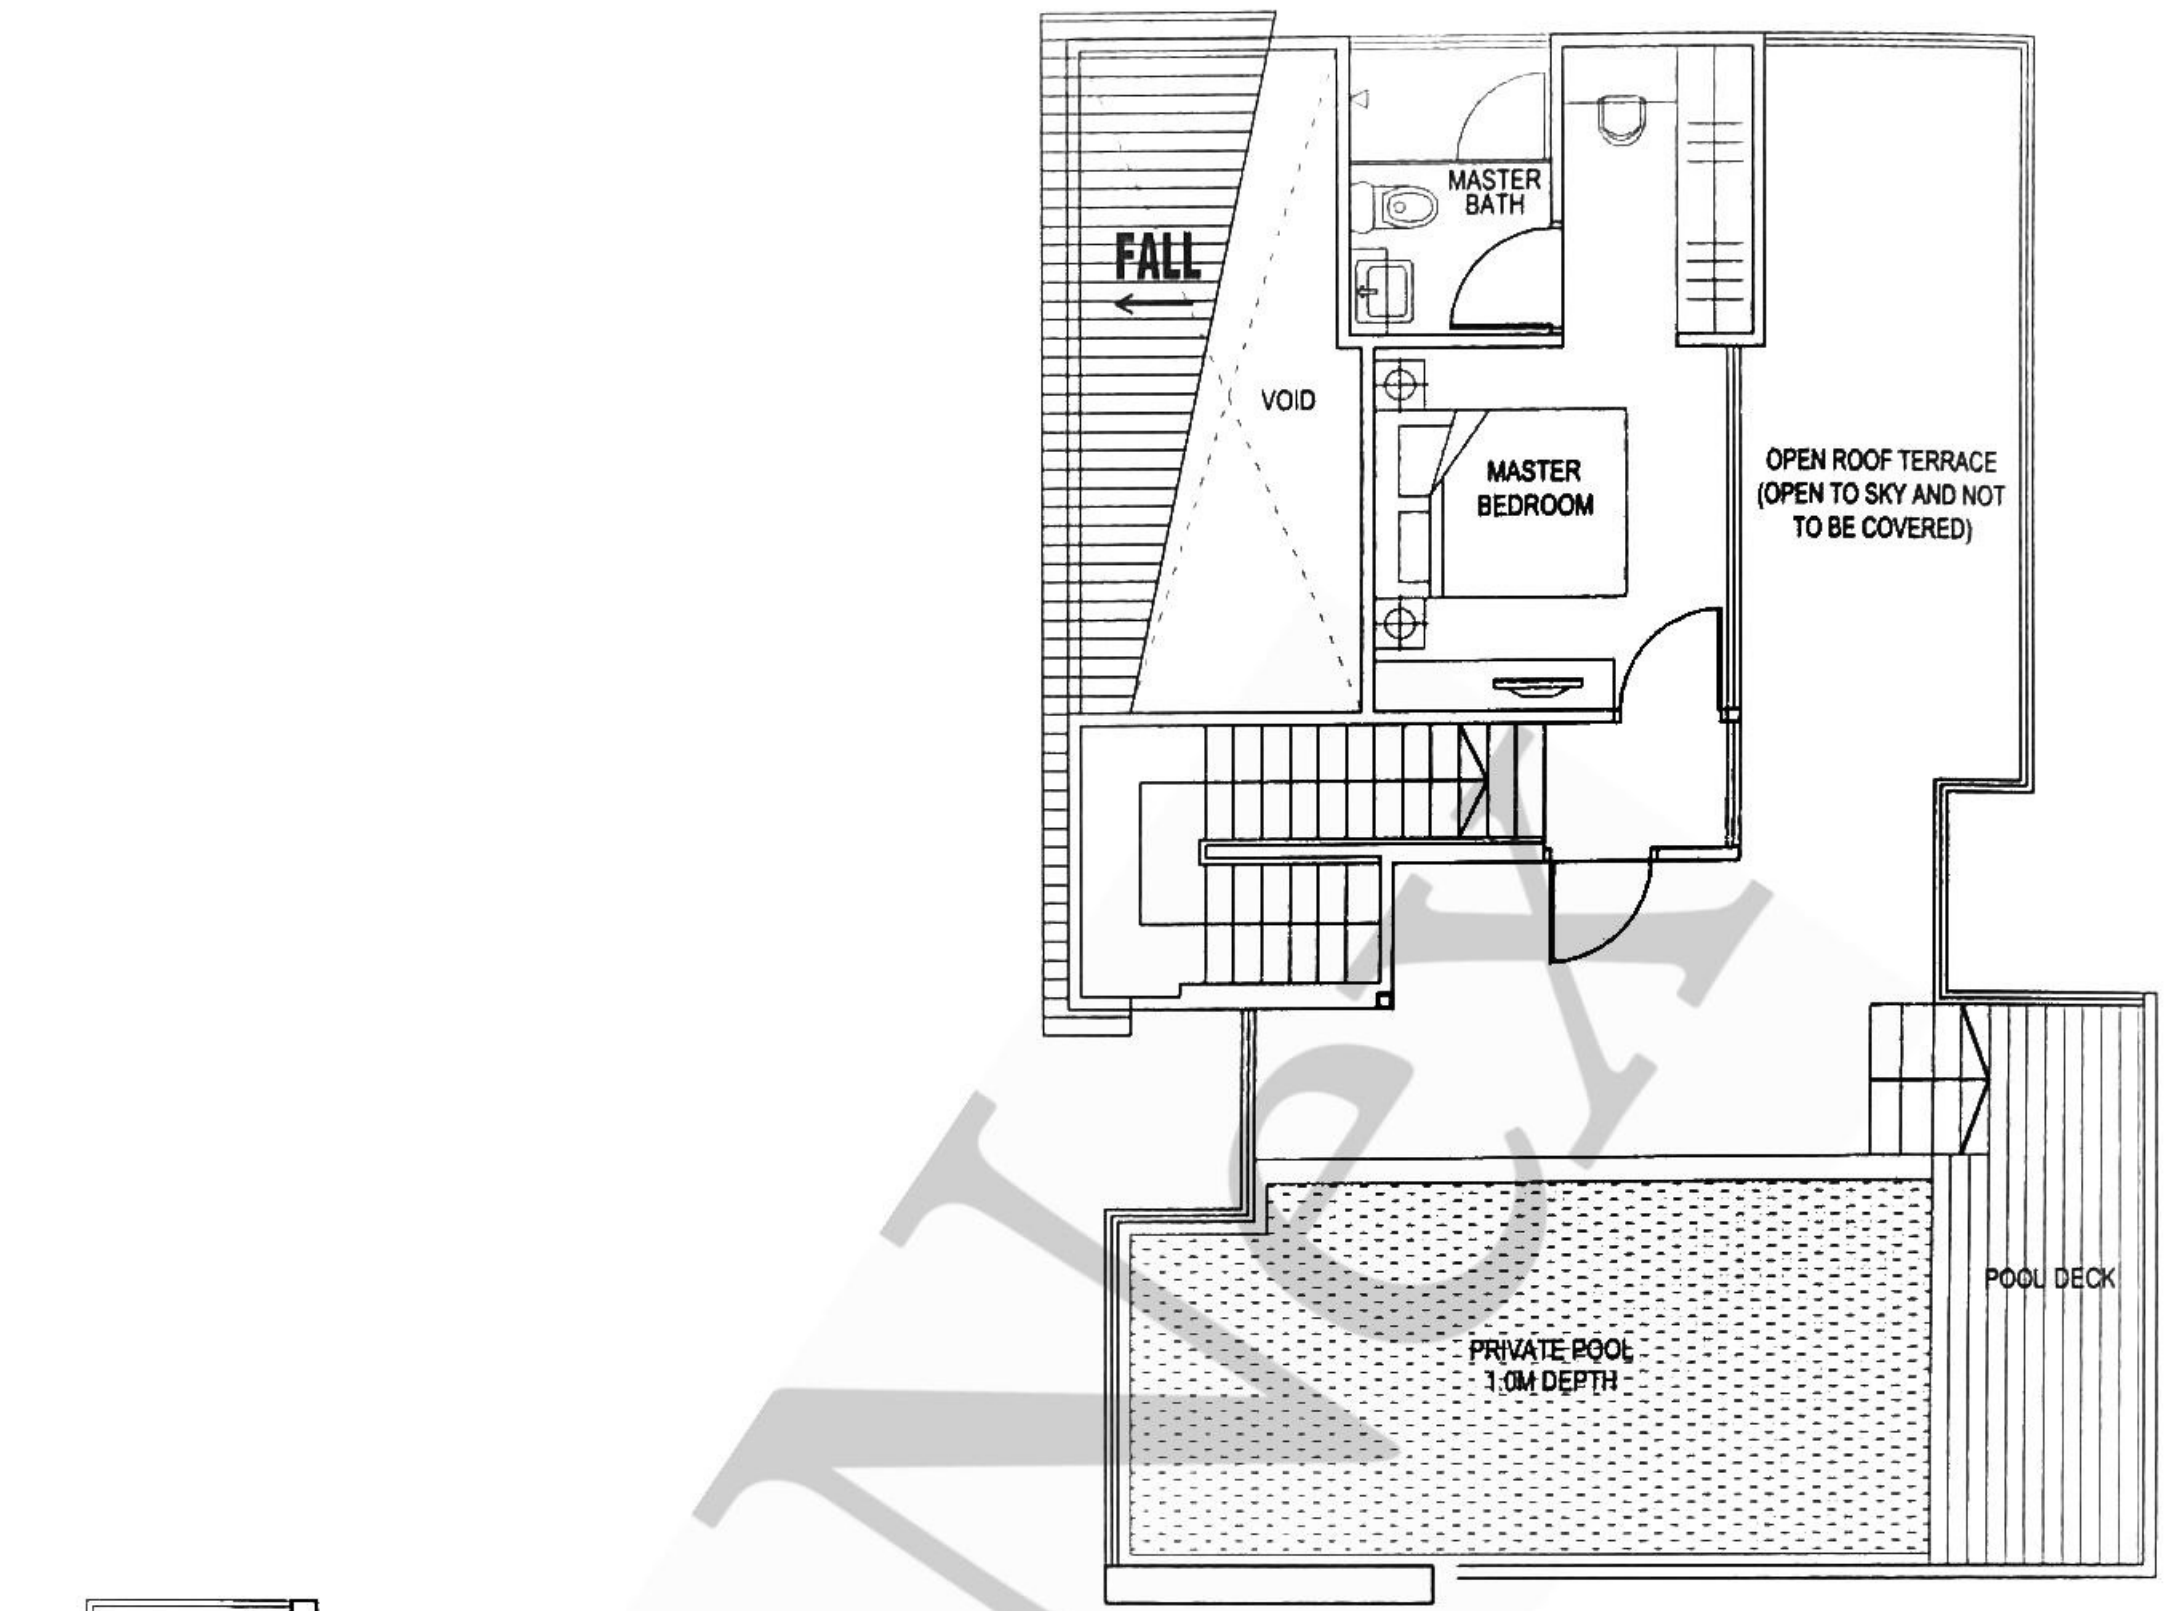 MASTER
BATH
FALL
VOID
MASTER
BEDROOM
OPEN ROOF TERRACE
(OPEN TO SKY AND NOT
TO BE COVERED)
POOL DECK
PRIVATE POOL
1.0M DEPTH